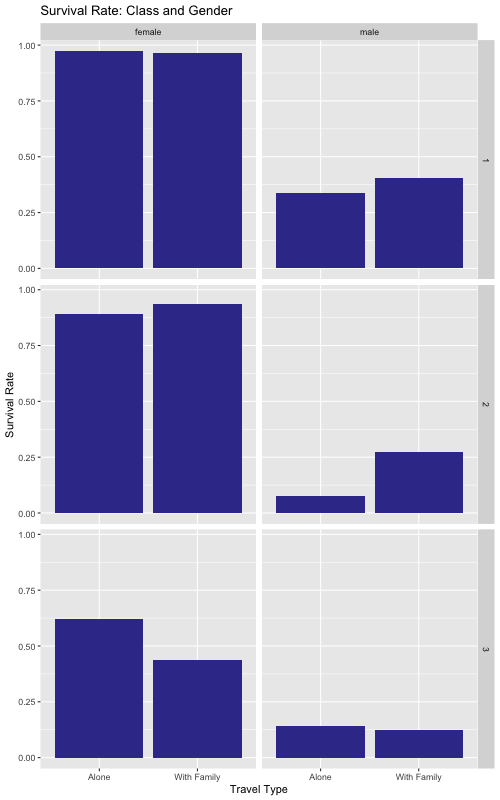 Survival Rate: Class and Gender
female
male
1.00
0.75
0.50
0.25
0.00
1
1.00
0.75
0.50
0.25
0.00
2
Survival Rate
1.00
0.75
0.50
0.25
0.00
3
Alone
With Family
Alone
With Family
Travel Type